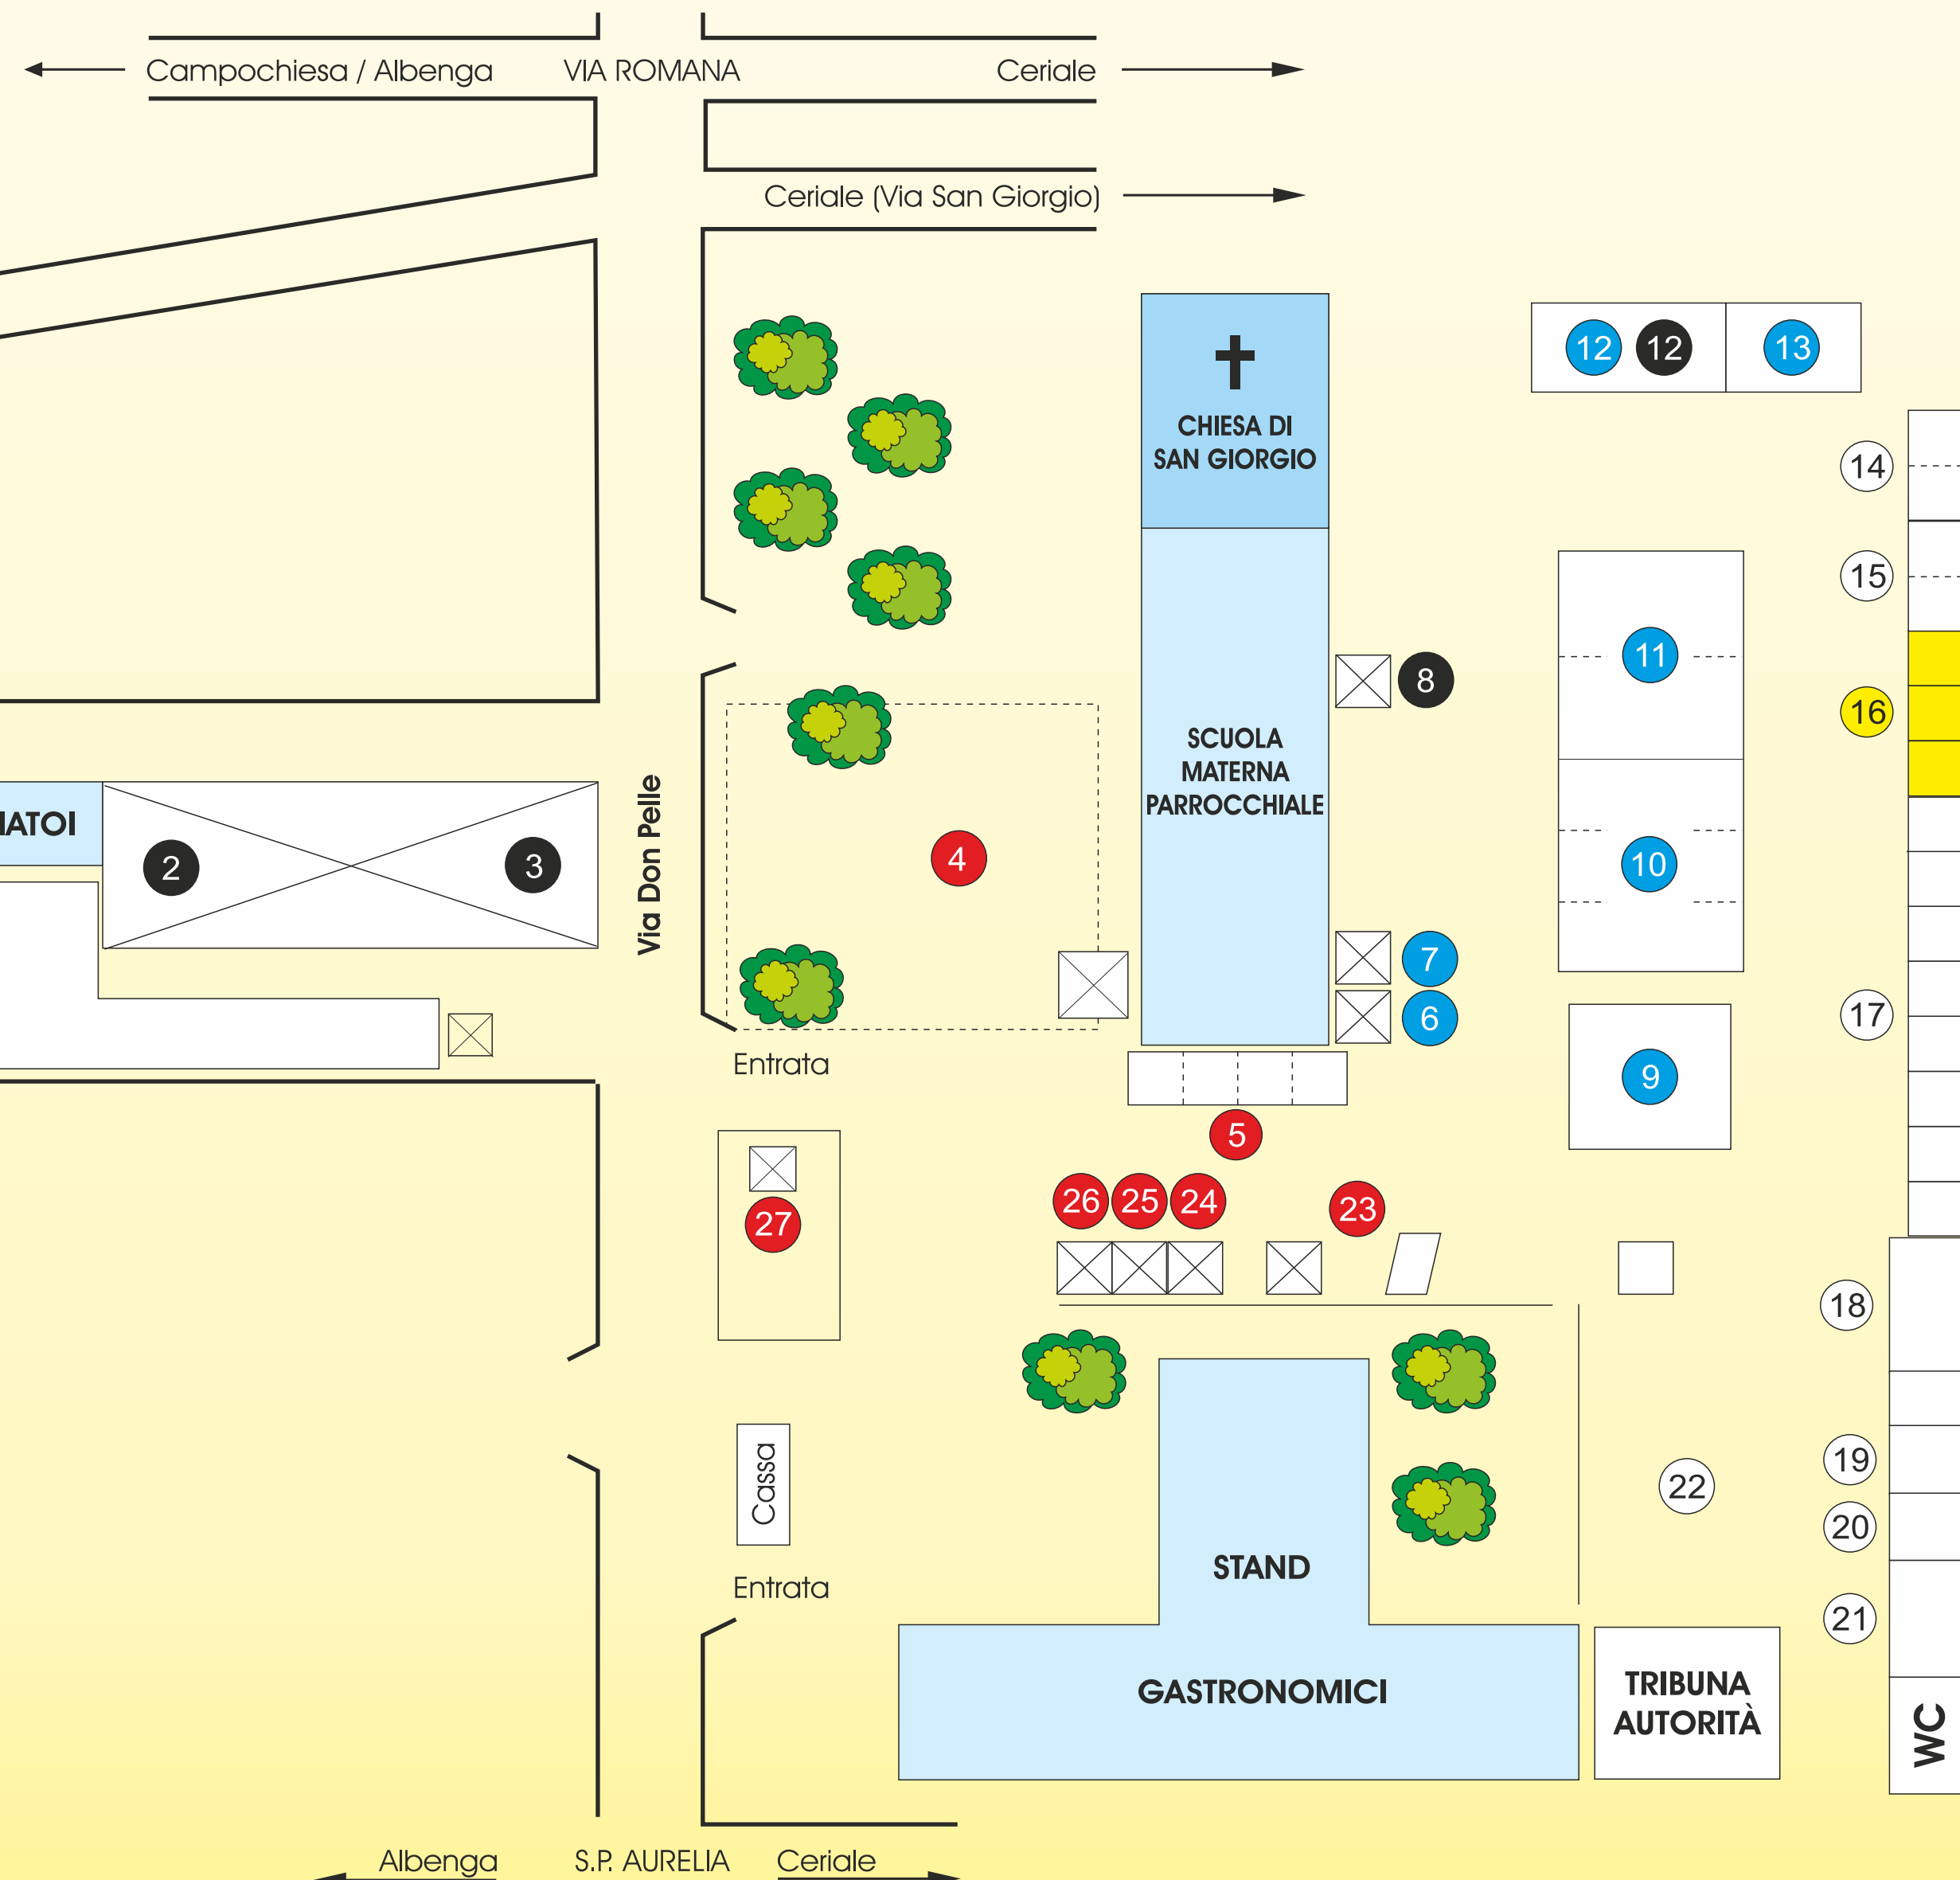 Campochiesa / Albenga VIA ROMANA Ceriale
Ceriale (Via San Giorgio)
CHIESA DI
SAN GIORGIO
12 12 13
14
15
11
8
16
SCUOLA
MATERNA
PARROCCHIALE
2 3
Via Don Pelle
4
10
7
6
17
9
Entrata
5
26 25 24 23
27
18
Cassa
19
22
20
STAND
Entrata
21
GASTRONOMICI
TRIBUNA
AUTORITÀ
WC
Albenga S.P. AURELIA Ceriale